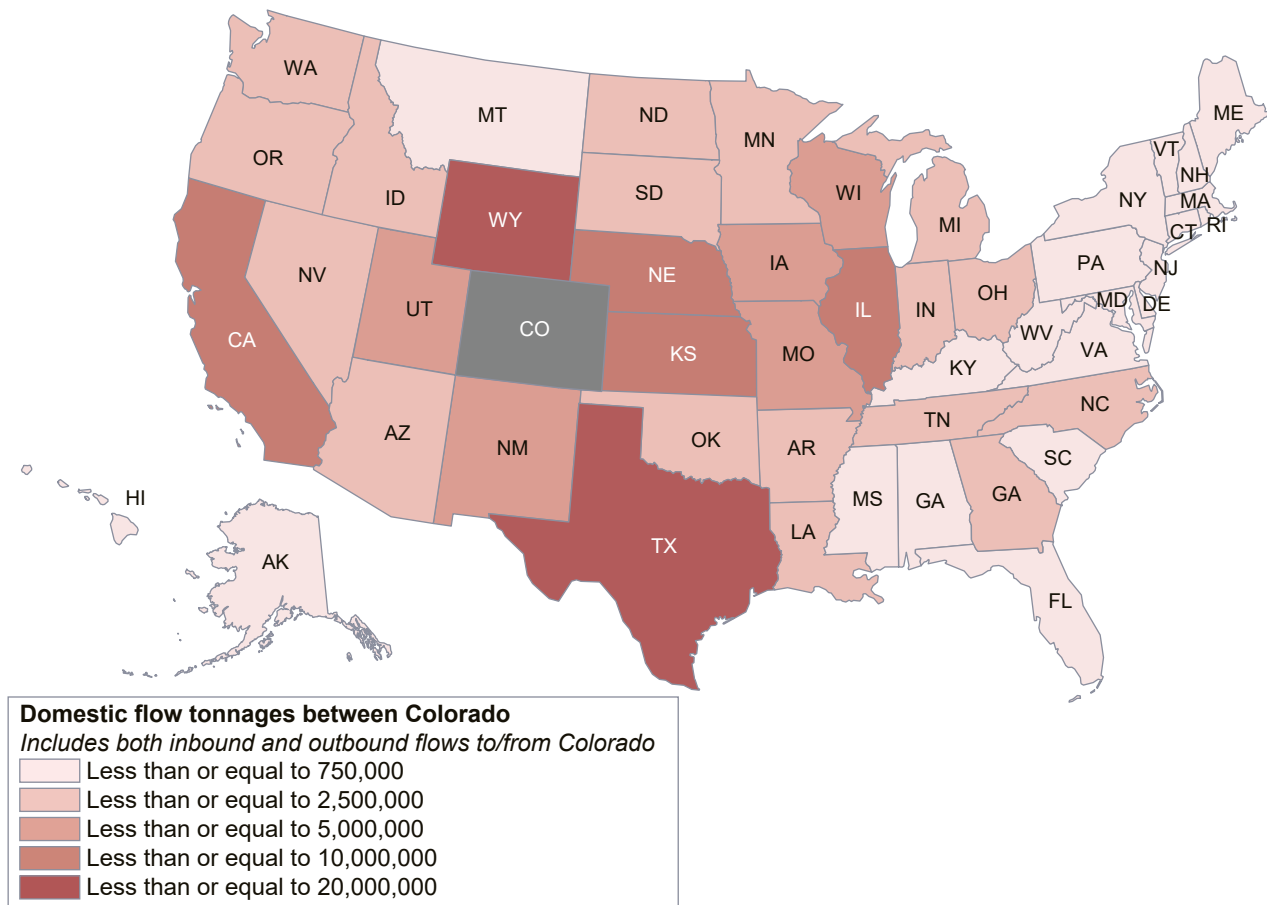 WA
MT
ND
MN
ME
OR
ID
SD
WI
MI
VT
NH
NY
MA
CT
RI
WY
NV
UT
NE
IA
PA
NJ
OH
IN
IL
MD
DE
CA
CO
KS
MO
WV
VA
KY
AZ
NM
OK
AR
TN
NC
SC
MS
GA
GA
LA
TX
HI
AK
FL
Domestic flow tonnages between Colorado
Includes both inbound and outbound flows to/from Colorado
Less than or equal to 750,000
Less than or equal to 2,500,000
Less than or equal to 5,000,000
Less than or equal to 10,000,000
Less than or equal to 20,000,000